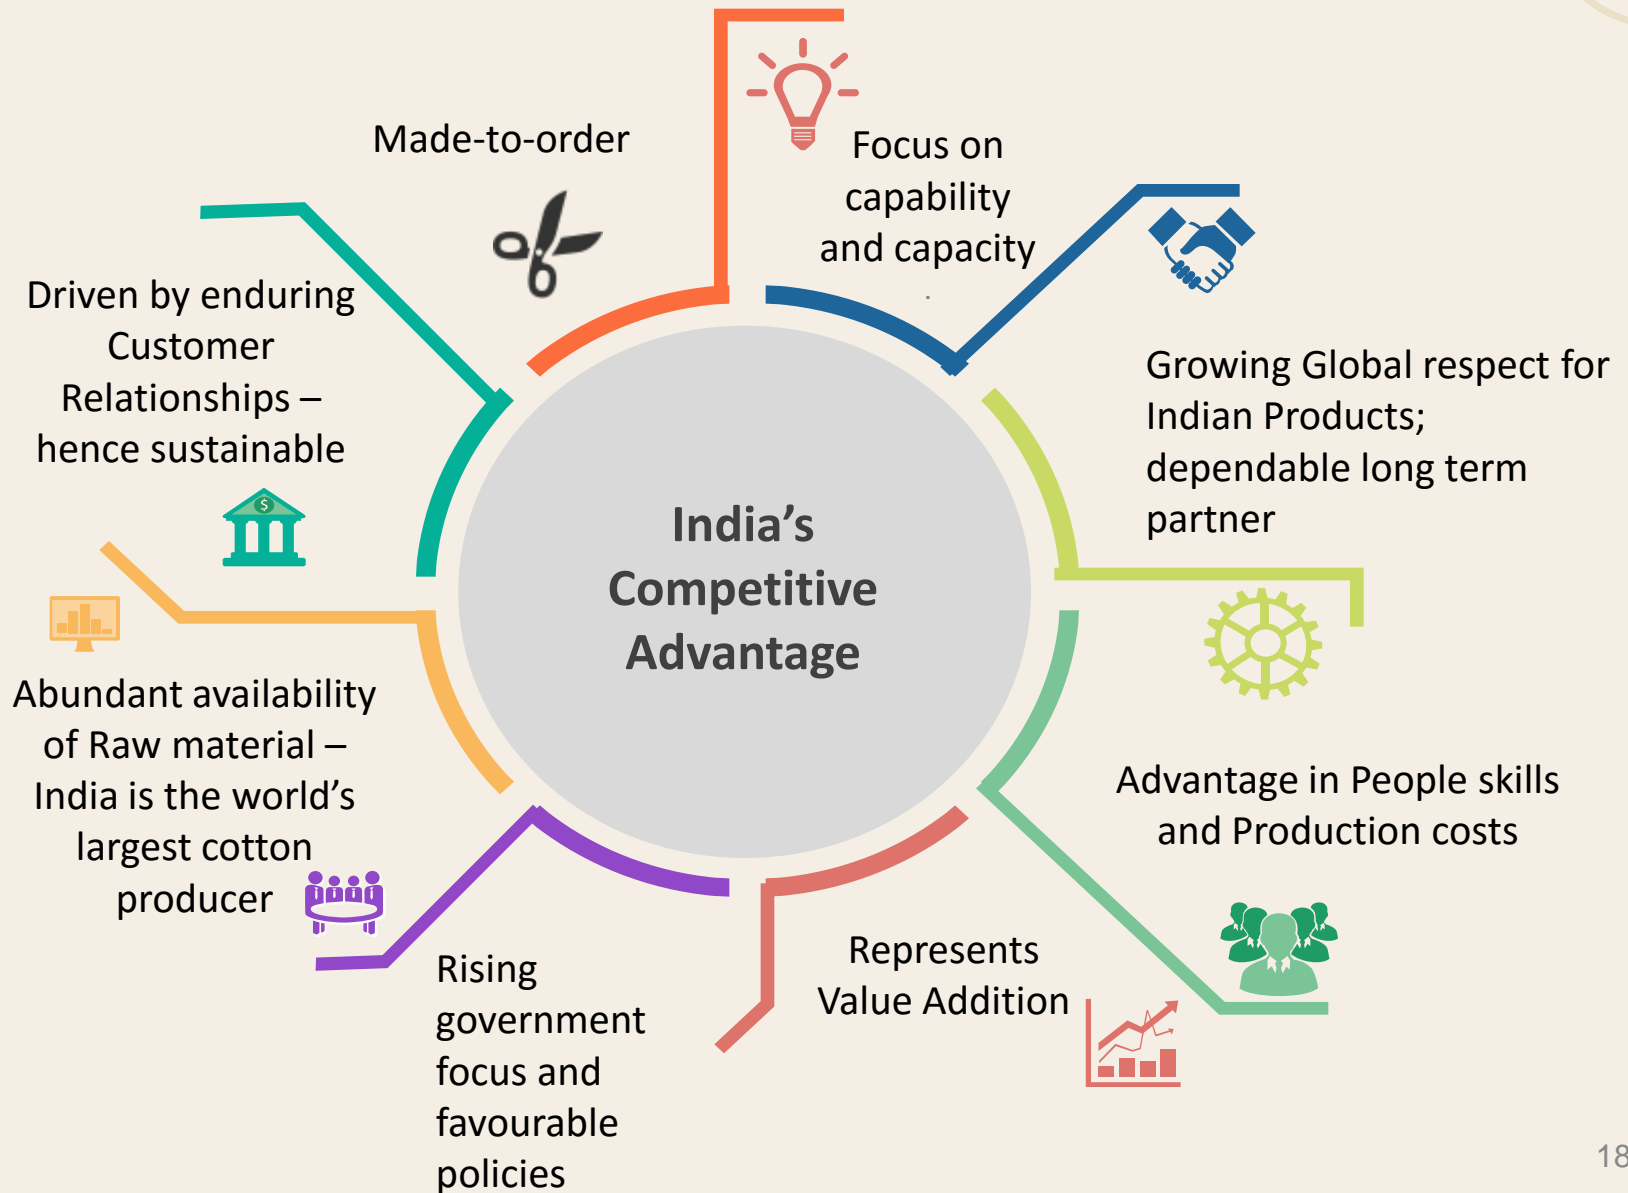 Made-to-order
Focus on
capability
and capacity
.
Driven by enduring
Customer
Relationships –
hence sustainable
$
Growing Global respect for
Indian Products;
dependable long term
partner
India’s
Competitive
Advantage
Abundant availability
of Raw material –
India is the world’s
largest cotton
producer
Advantage in People skills
and Production costs
Rising
government
focus and
favourable
policies
Represents
Value Addition
18